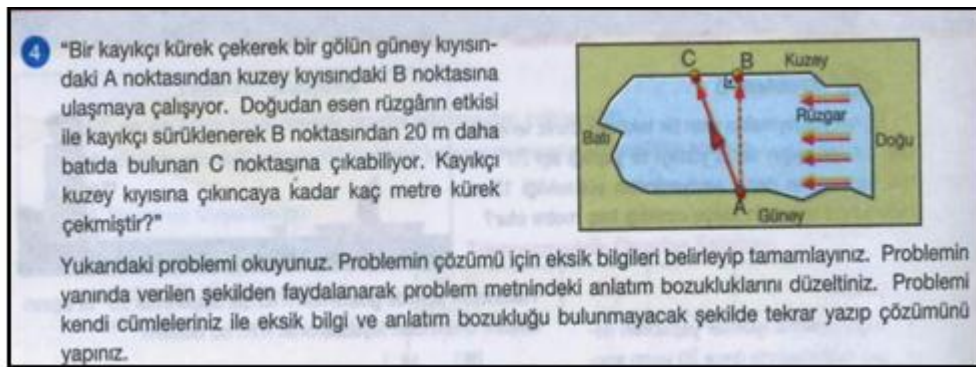 4 "Bir kayıkçı kürek çekerek bir gölün güney kıyısın-
daki A noktasından kuzey kıyısındaki B noktasına
ulaşmaya çalışıyor. Doğudan esen rüzgânn etkisi
ile kayıkçı sürüklenerek B noktasından 20 m daha
batıda bulunan C noktaşına çıkabiliyor. Kayıkçı
kuzey kıyısına çıkıncaya kadar kaç metre kürek
çekmiştir?"
C B Kuzey
Rüzgar
Batı Doğu
A
Güney
Yukarıdaki problemi okuyunuz. Problemin çözümü için eksik bilgileri belirleyip tamamlayınız. Problemin
yanında verilen şekilden faydalanarak problem metnindeki anlatım bozukluklarını düzeltiniz. Problemi
kendi cümleleriniz ile eksik bilgi ve anlatım bozukluğu bulunmayacak şekilde tekrar yazıp çözümünü
yapınız.